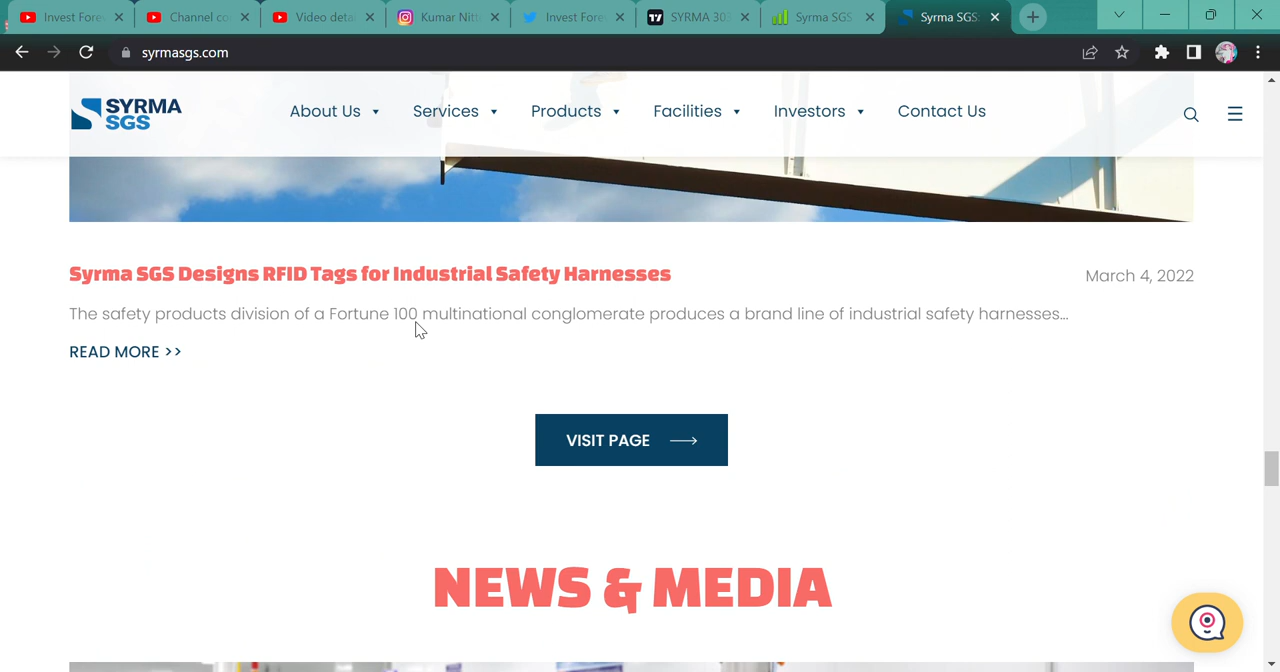 Invest Fore
Channel co
Video detai
Kumar Nitt
Invest Fore
SYRMA 303
Syrma SGS
Syrma SGS
syrmasgs.com
SYRMA
SGS
About Us
Services
Products
Facilities
Investors
Contact Us
Syrma SGS Designs RFID Tags for Industrial Safety Harnesses
March 4, 2022
The safety products division of a Fortune 100 multinational conglomerate produces a brand line of industrial safety harnesses...
READ MORE >>
VISIT PAGE
NEWS & MEDIA